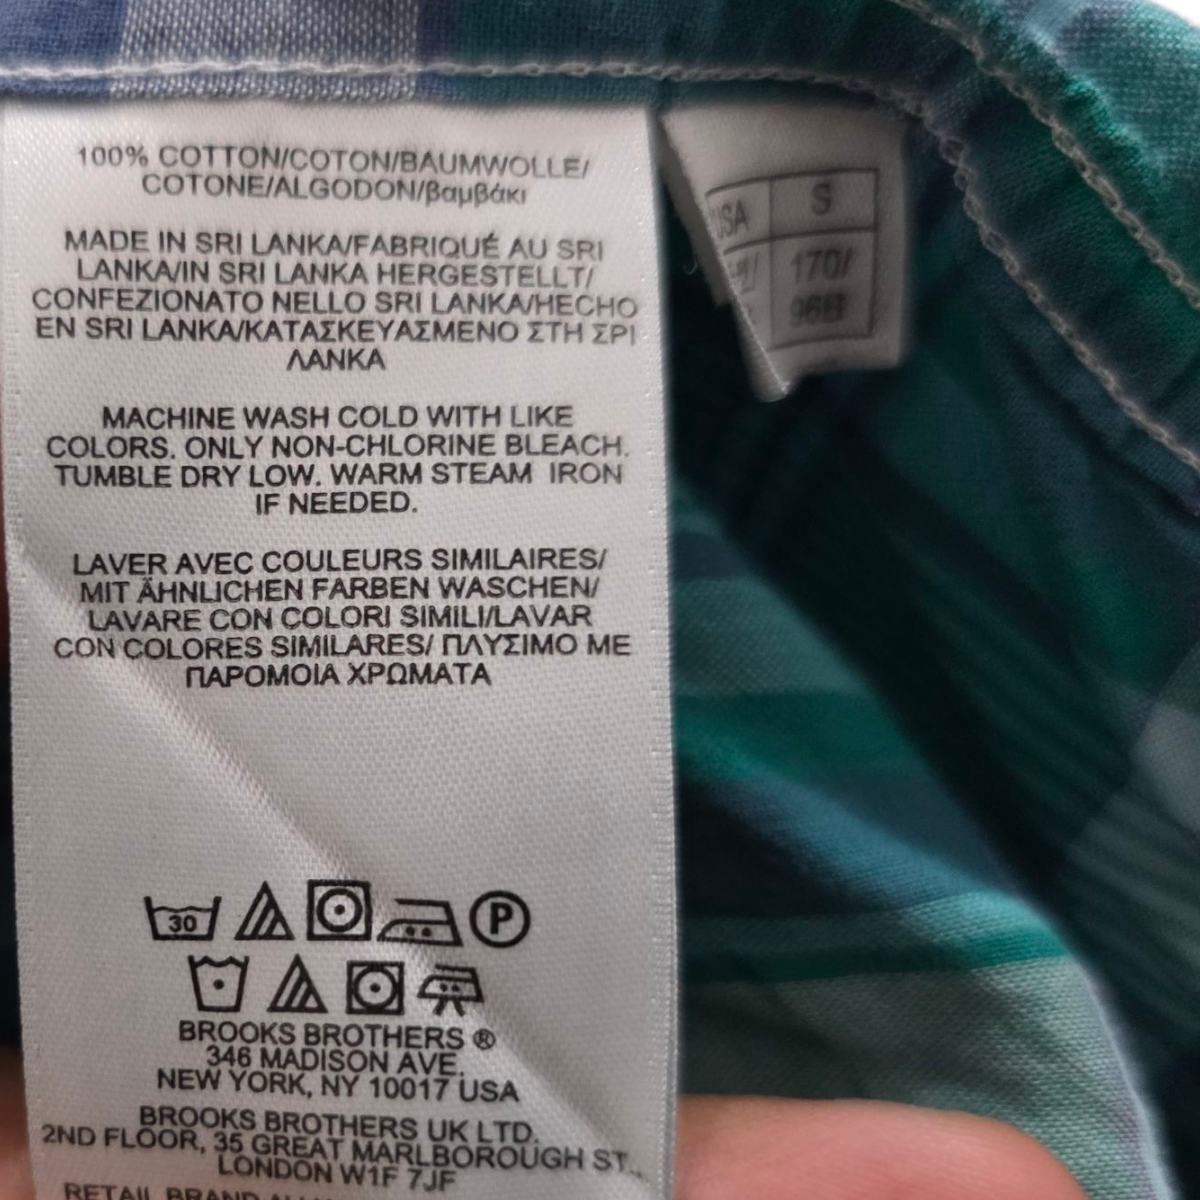 100% COTTON/COTON/BAUMWOLLE/
COTONE/ALGODON/βαμβάκι
MADE IN SRI LANKA/FABRIQUÉ AU SRI
LANKA/IN SRI LANKA HERGESTELLT/
CONFEZIONATO NELLO SRI LANKA/HECHO
EN SRI LANKA/ΚΑΤΑΣΚΕΥΑΣΜΕΝΟ ΣΤΗ ΣΡΙ
ΛΑΝΚΑ
MACHINE WASH COLD WITH LIKE
COLORS. ONLY NON-CHLORINE BLEACH.
TUMBLE DRY LOW. WARM STEAM IRON
IF NEEDED.
LAVER AVEC COULEURS SIMILAIRES/
MIT ÄHNLICHEN FARBEN WASCHEN/
LAVARE CON COLORI SIMILI/LAVAR
CON COLORES SIMILARES/ ΠΛΥΣΙΜΟ ΜΕ
ΠΑΡΟΜΟΙΑ ΧΡΩΜΑΤΑ
30 P
BROOKS BROTHERS ®
346 MADISON AVE.
NEW YORK, NY 10017 USA
BROOKS BROTHERS UK LTD.
2ND FLOOR, 35 GREAT MARLBOROUGH ST.,
LONDON W1F 7JF
RETAIL BRAND
USA S
170/
96B